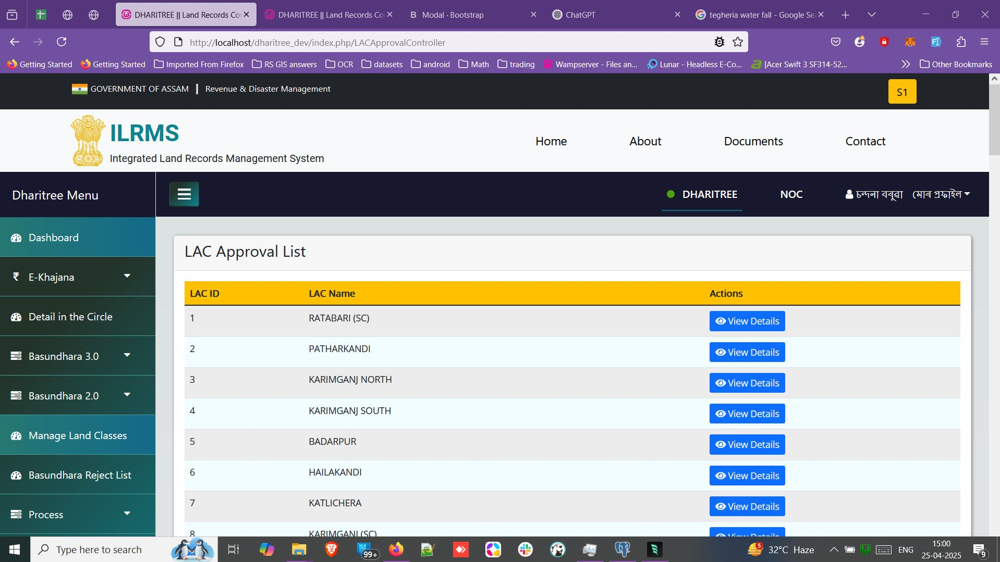 DHARITREE || Land Records Co
DHARITREE || Land Records Co
Modal · Bootstrap
ChatGPT
tegheria water fall - Google Se
http://localhost/dharitree_dev/index.php/LACApprovalController
Getting Started
Getting Started
Imported From Firefox
RS GIS answers
OCR
datasets
android
Math
trading
Wampserver - Files an...
Lunar - Headless E-Co...
[Acer Swift 3 SF314-52...
Other Bookmarks
GOVERNMENT OF ASSAM | Revenue & Disaster Management
S1
ILRMS
Integrated Land Records Management System
Home
About
Documents
Contact
Dharitree Menu
DHARITREE
NOC
চন্দনা বৰুৱা
মোৰ প্ৰফাইল
Dashboard
E-Khajana
Detail in the Circle
Basundhara 3.0
Basundhara 2.0
Manage Land Classes
Basundhara Reject List
Process
LAC Approval List
LAC ID LAC Name Actions
1 RATABARI (SC) View Details
2 PATHARKANDI View Details
3 KARIMGANJ NORTH View Details
4 KARIMGANJ SOUTH View Details
5 BADARPUR View Details
6 HAILAKANDI View Details
7 KATLICHERA View Details
8 KARIMGANJ (SC) View Details
Type here to search
99+
5
32°C Haze
ENG
15:00
25-04-2025
9